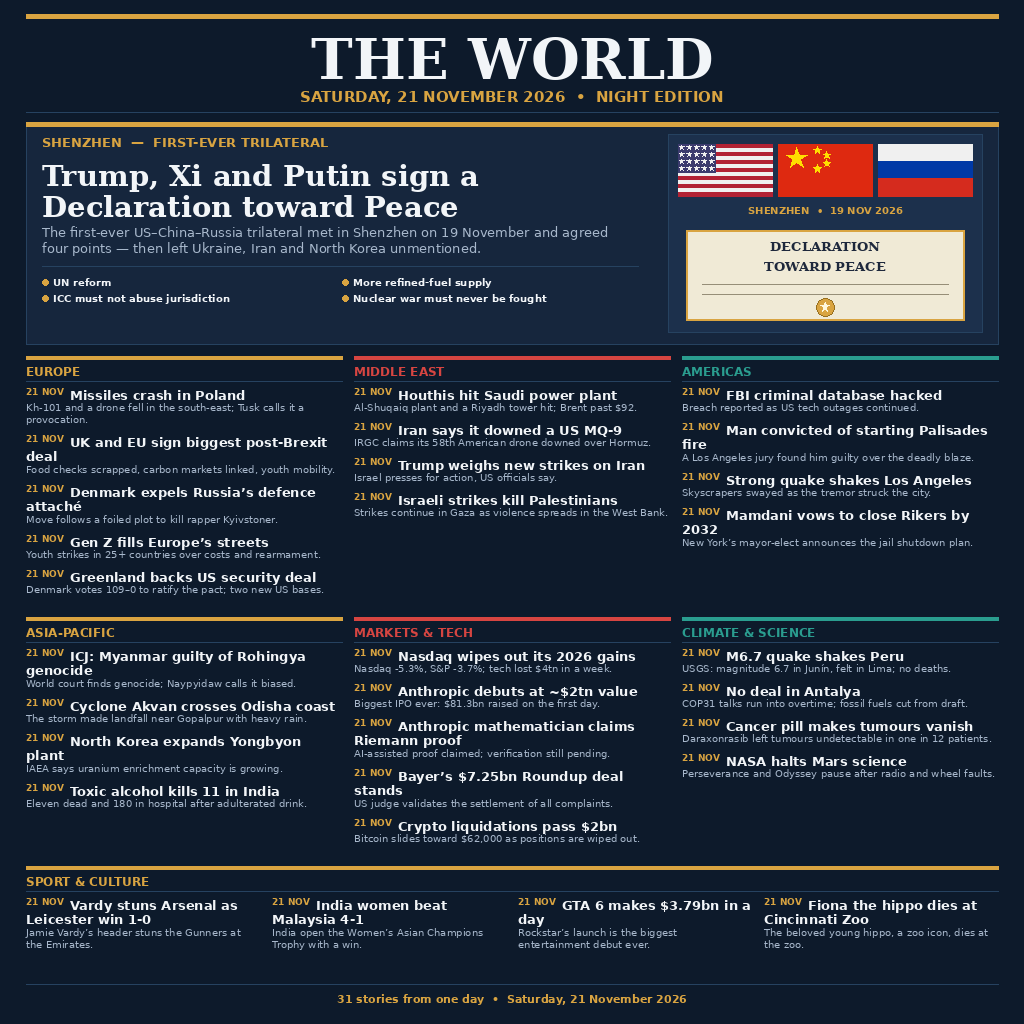 THE WORLD
SATURDAY, 21 NOVEMBER 2026 • NIGHT EDITION
SHENZHEN — FIRST-EVER TRILATERAL
Trump, Xi and Putin sign a
Declaration toward Peace
The first-ever US–China–Russia trilateral met in Shenzhen on 19 November and agreed
four points — then left Ukraine, Iran and North Korea unmentioned.
UN reform
ICC must not abuse jurisdiction
More refined-fuel supply
Nuclear war must never be fought
SHENZHEN • 19 NOV 2026
DECLARATION
TOWARD PEACE
EUROPE
21 NOV Missiles crash in Poland
Kh-101 and a drone fell in the south-east; Tusk calls it a
provocation.
21 NOV UK and EU sign biggest post-Brexit
deal
Food checks scrapped, carbon markets linked, youth mobility.
21 NOV Denmark expels Russia’s defence
attaché
Move follows a foiled plot to kill rapper Kyivstoner.
21 NOV Gen Z fills Europe’s streets
Youth strikes in 25+ countries over costs and rearmament.
21 NOV Greenland backs US security deal
Denmark votes 109–0 to ratify the pact; two new US bases.
MIDDLE EAST
21 NOV Houthis hit Saudi power plant
Al-Shuqaiq plant and a Riyadh tower hit; Brent past $92.
21 NOV Iran says it downed a US MQ-9
IRGC claims its 58th American drone downed over Hormuz.
21 NOV Trump weighs new strikes on Iran
Israel presses for action, US officials say.
21 NOV Israeli strikes kill Palestinians
Strikes continue in Gaza as violence spreads in the West Bank.
AMERICAS
21 NOV FBI criminal database hacked
Breach reported as US tech outages continued.
21 NOV Man convicted of starting Palisades
fire
A Los Angeles jury found him guilty over the deadly blaze.
21 NOV Strong quake shakes Los Angeles
Skyscrapers swayed as the tremor struck the city.
21 NOV Mamdani vows to close Rikers by
2032
New York’s mayor-elect announces the jail shutdown plan.
ASIA-PACIFIC
21 NOV ICJ: Myanmar guilty of Rohingya
genocide
World court finds genocide; Naypyidaw calls it biased.
21 NOV Cyclone Akvan crosses Odisha coast
The storm made landfall near Gopalpur with heavy rain.
21 NOV North Korea expands Yongbyon
plant
IAEA says uranium enrichment capacity is growing.
21 NOV Toxic alcohol kills 11 in India
Eleven dead and 180 in hospital after adulterated drink.
MARKETS & TECH
21 NOV Nasdaq wipes out its 2026 gains
Nasdaq -5.3%, S&P -3.7%; tech lost $4tn in a week.
21 NOV Anthropic debuts at ~$2tn value
Biggest IPO ever: $81.3bn raised on the first day.
21 NOV Anthropic mathematician claims
Riemann proof
AI-assisted proof claimed; verification still pending.
21 NOV Bayer’s $7.25bn Roundup deal
stands
US judge validates the settlement of all complaints.
21 NOV Crypto liquidations pass $2bn
Bitcoin slides toward $62,000 as positions are wiped out.
CLIMATE & SCIENCE
21 NOV M6.7 quake shakes Peru
USGS: magnitude 6.7 in Junín, felt in Lima; no deaths.
21 NOV No deal in Antalya
COP31 talks run into overtime; fossil fuels cut from draft.
21 NOV Cancer pill makes tumours vanish
Daraxonrasib left tumours undetectable in one in 12 patients.
21 NOV NASA halts Mars science
Perseverance and Odyssey pause after radio and wheel faults.
SPORT & CULTURE
21 NOV Vardy stuns Arsenal as
Leicester win 1-0
Jamie Vardy’s header stuns the Gunners at
the Emirates.
21 NOV India women beat
Malaysia 4-1
India open the Women’s Asian Champions
Trophy with a win.
21 NOV GTA 6 makes $3.79bn in a
day
Rockstar’s launch is the biggest
entertainment debut ever.
21 NOV Fiona the hippo dies at
Cincinnati Zoo
The beloved young hippo, a zoo icon, dies at
the zoo.
31 stories from one day • Saturday, 21 November 2026